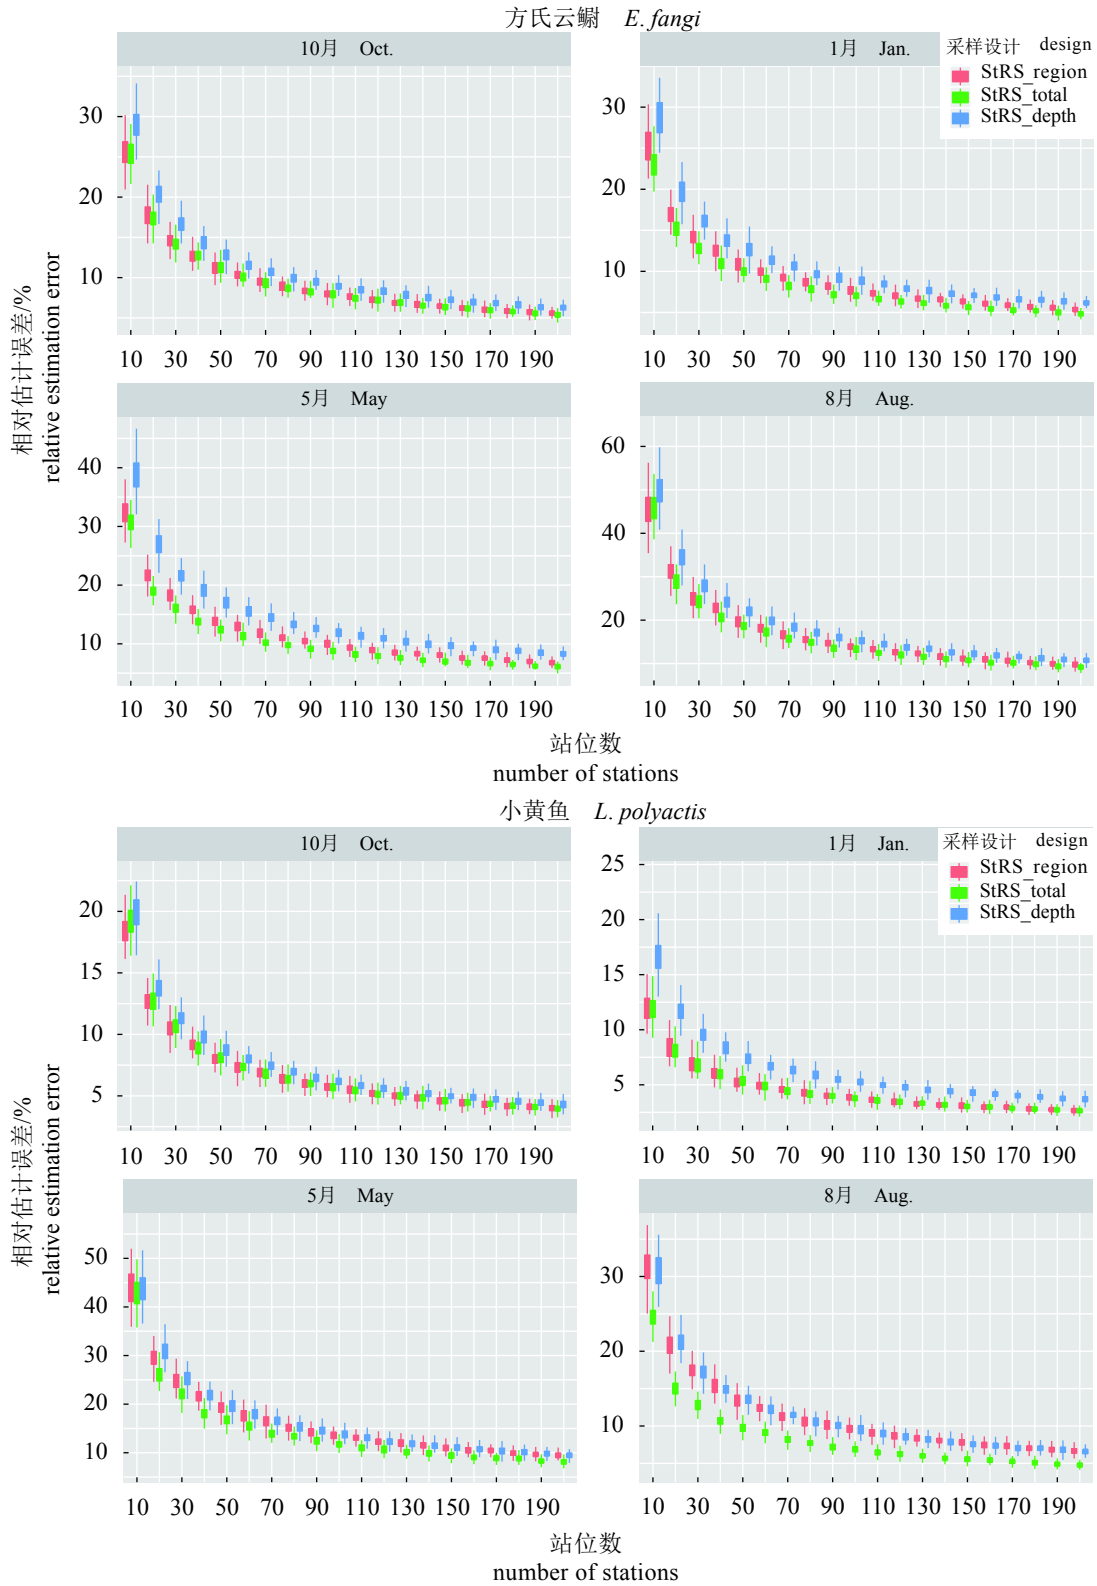 方氏云鳚 E. fangi
10月 Oct.
1月 Jan.
采样设计 design
StRS_region
StRS_total
StRS_depth
30
20
10
10 30 50 70 90 110 130 150 170 190
30
20
10
10 30 50 70 90 110 130 150 170 190
相对估计误差/%
relative estimation error
5月 May
8月 Aug.
40
30
20
10
10 30 50 70 90 110 130 150 170 190
60
40
20
10 30 50 70 90 110 130 150 170 190
站位数
number of stations
小黄鱼 L. polyactis
10月 Oct.
1月 Jan.
采样设计 design
StRS_region
StRS_total
StRS_depth
20
15
10
5
10 30 50 70 90 110 130 150 170 190
25
20
15
10
5
10 30 50 70 90 110 130 150 170 190
相对估计误差/%
relative estimation error
5月 May
8月 Aug.
50
40
30
20
10
10 30 50 70 90 110 130 150 170 190
30
20
10
10 30 50 70 90 110 130 150 170 190
站位数
number of stations